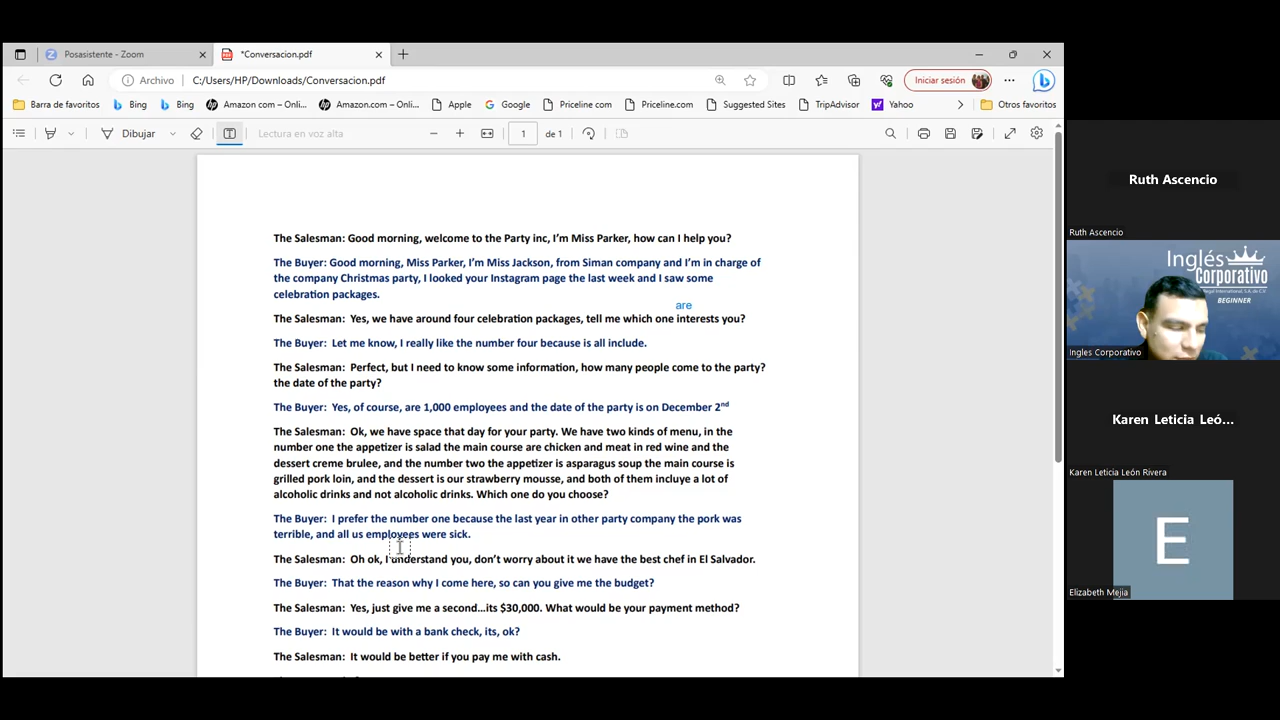 Posasistente - Zoom
*Conversacion.pdf
Archivo
C:/Users/HP/Downloads/Conversacion.pdf
Iniciar sesión
Barra de favoritos
Bing
Bing
Amazon com – Onli...
Amazon.com – Onli...
Apple
Google
Priceline.com
Priceline.com
Suggested Sites
TripAdvisor
Yahoo
Otros favoritos
Dibujar
Lectura en voz alta
1
de 1
The Salesman: Good morning, welcome to the Party inc, I'm Miss Parker, how can I help you?
The Buyer: Good morning, Miss Parker, I'm Miss Jackson, from Siman company and I'm in charge of
the company Christmas party, I looked your Instagram page the last week and I saw some
celebration packages.
are
The Salesman: Yes, we have around four celebration packages, tell me which one interests you?
The Buyer: Let me know, I really like the number four because is all include.
The Salesman: Perfect, but I need to know some information, how many people come to the party?
the date of the party?
The Buyer: Yes, of course, are 1,000 employees and the date of the party is on December 2nd
The Salesman: Ok, we have space that day for your party. We have two kinds of menu, in the
number one the appetizer is salad the main course are chicken and meat in red wine and the
dessert creme brulee, and the number two the appetizer is asparagus soup the main course is
grilled pork loin, and the dessert is our strawberry mousse, and both of them incluye a lot of
alcoholic drinks and not alcoholic drinks. Which one do you choose?
The Buyer: I prefer the number one because the last year in other party company the pork was
terrible, and all us employees were sick.
The Salesman: Oh ok, I understand you, don't worry about it we have the best chef in El Salvador.
The Buyer: That the reason why I come here, so can you give me the budget?
The Salesman: Yes, just give me a second...its $30,000. What would be your payment method?
The Buyer: It would be with a bank check, its, ok?
The Salesman: It would be better if you pay me with cash.
Ruth Ascencio
Ruth Ascencio
Inglés
Corporativo
BEGINNER
Ingles Corporativo
Karen Leticia Leó...
Karen Leticia León Rivera
E
Elizabeth Mejia